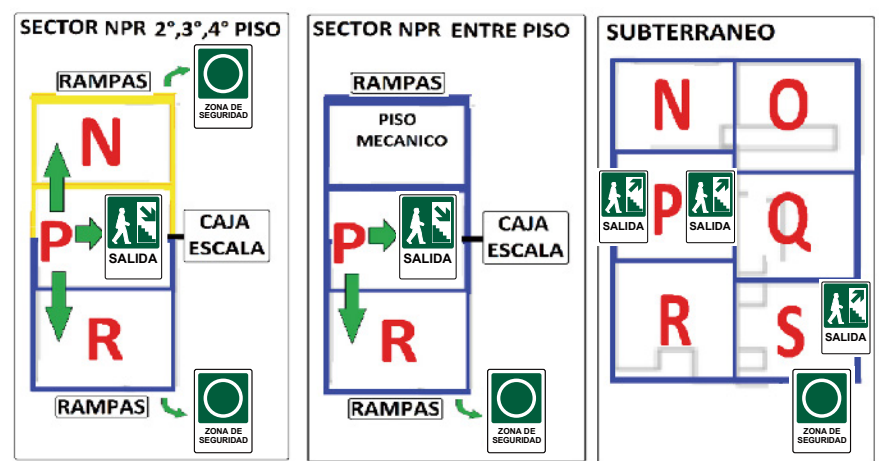 SECTOR NPR 2°,3°,4° PISO
RAMPAS
ZONA DE
SEGURIDAD
N
P
SALIDA
CAJA
ESCALA
R
RAMPAS
ZONA DE
SEGURIDAD
SECTOR NPR ENTRE PISO
RAMPAS
PISO
MECANICO
P
SALIDA
CAJA
ESCALA
R
RAMPAS
ZONA DE
SEGURIDAD
SUBTERRANEO
N O
SALIDA
P
SALIDA
Q
R S
SALIDA
ZONA DE
SEGURIDAD